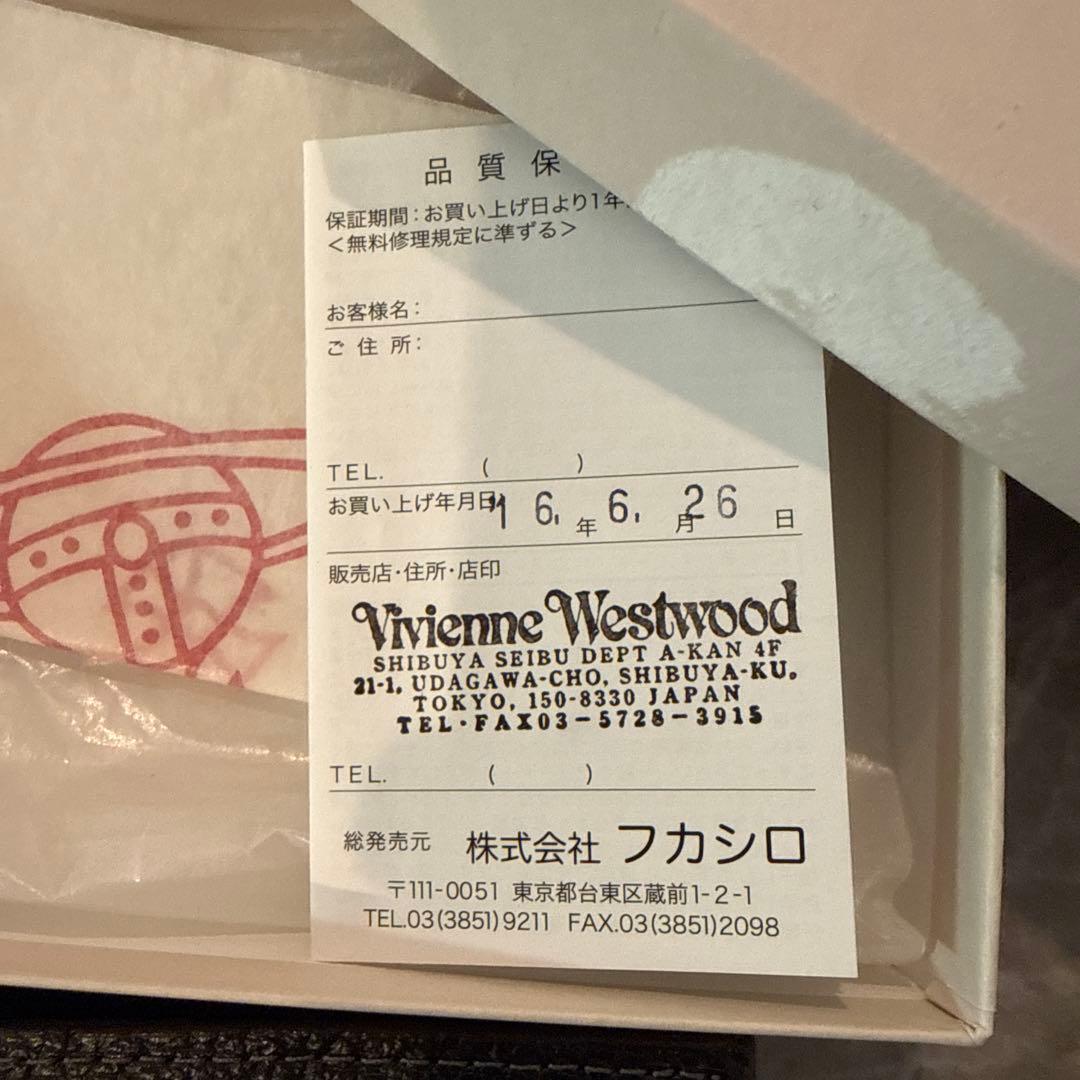 品 質 保
保証期間：お買い上げ日より1年
＜無料修理規定に準ずる＞
お客様名：
ご 住 所：
TEL. ( )
お買い上げ年月日 '16. 年 6. 月 26 日
販売店・住所・店印
Vivienne Westwood
SHIBUYA SEIBU DEPT A-KAN 4F
21-1, UDAGAWA-CHO, SHIBUYA-KU.
TOKYO, 150-8330 JAPAN
TEL・FAX03-5728-3915
TEL. ( )
総発売元 株式会社 フカシロ
〒111-0051 東京都台東区蔵前1-2-1
TEL.03(3851)9211 FAX.03(3851)2098